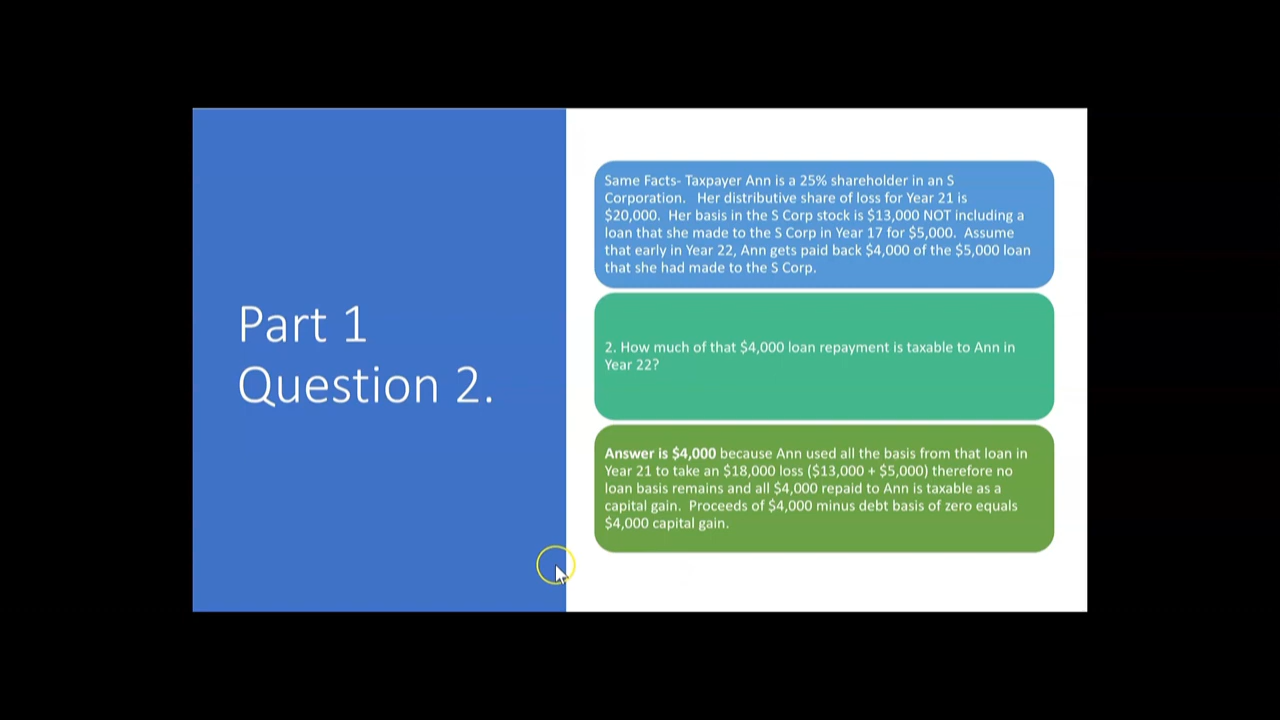 Part 1
Question 2.
Same Facts- Taxpayer Ann is a 25% shareholder in an S
Corporation. Her distributive share of loss for Year 21 is
$20,000. Her basis in the S Corp stock is $13,000 NOT including a
loan that she made to the S Corp in Year 17 for $5,000. Assume
that early in Year 22, Ann gets paid back $4,000 of the $5,000 loan
that she had made to the S Corp.
2. How much of that $4,000 loan repayment is taxable to Ann in
Year 22?
Answer is $4,000 because Ann used all the basis from that loan in
Year 21 to take an $18,000 loss ($13,000 + $5,000) therefore no
loan basis remains and all $4,000 repaid to Ann is taxable as a
capital gain. Proceeds of $4,000 minus debt basis of zero equals
$4,000 capital gain.